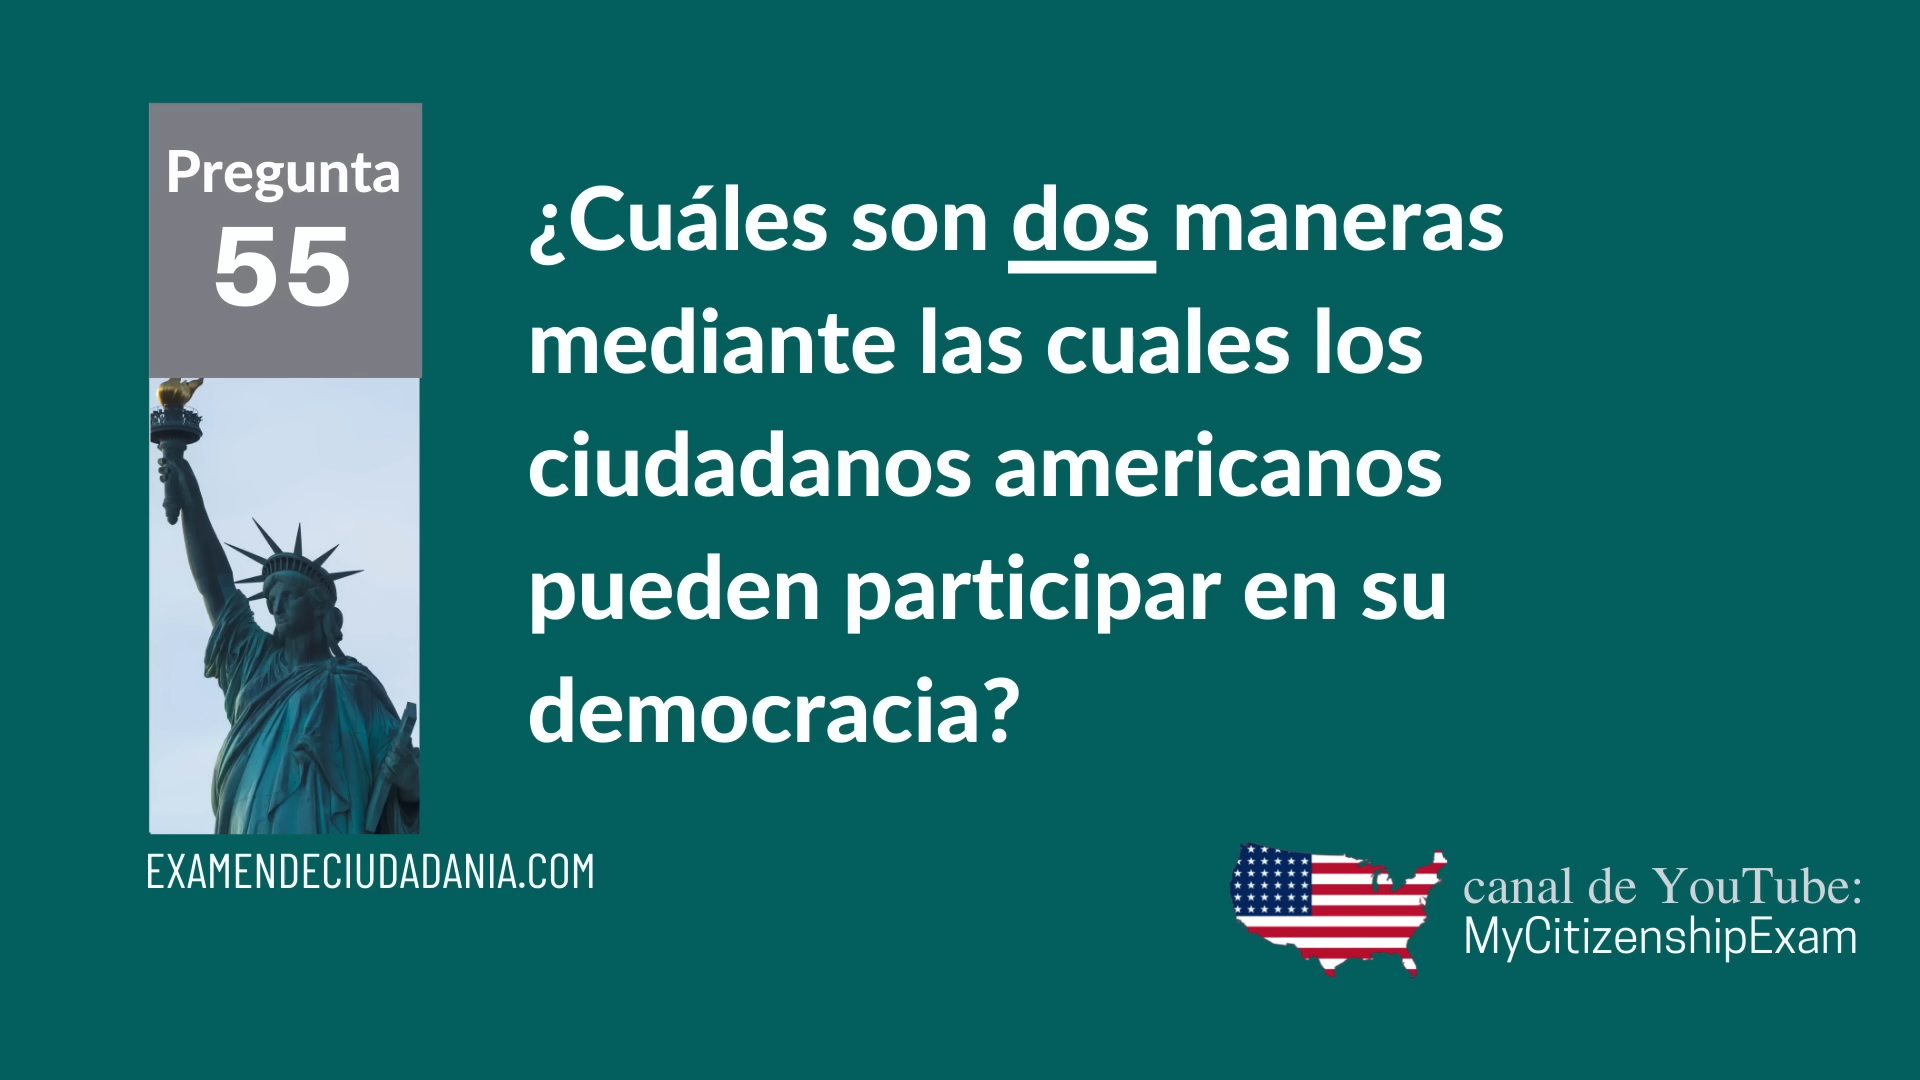 Pregunta
55
¿Cuáles son dos maneras
mediante las cuales los
ciudadanos americanos
pueden participar en su
democracia?
EXAMENDECIUDADANIA.COM
canal de YouTube:
MyCitizenshipExam